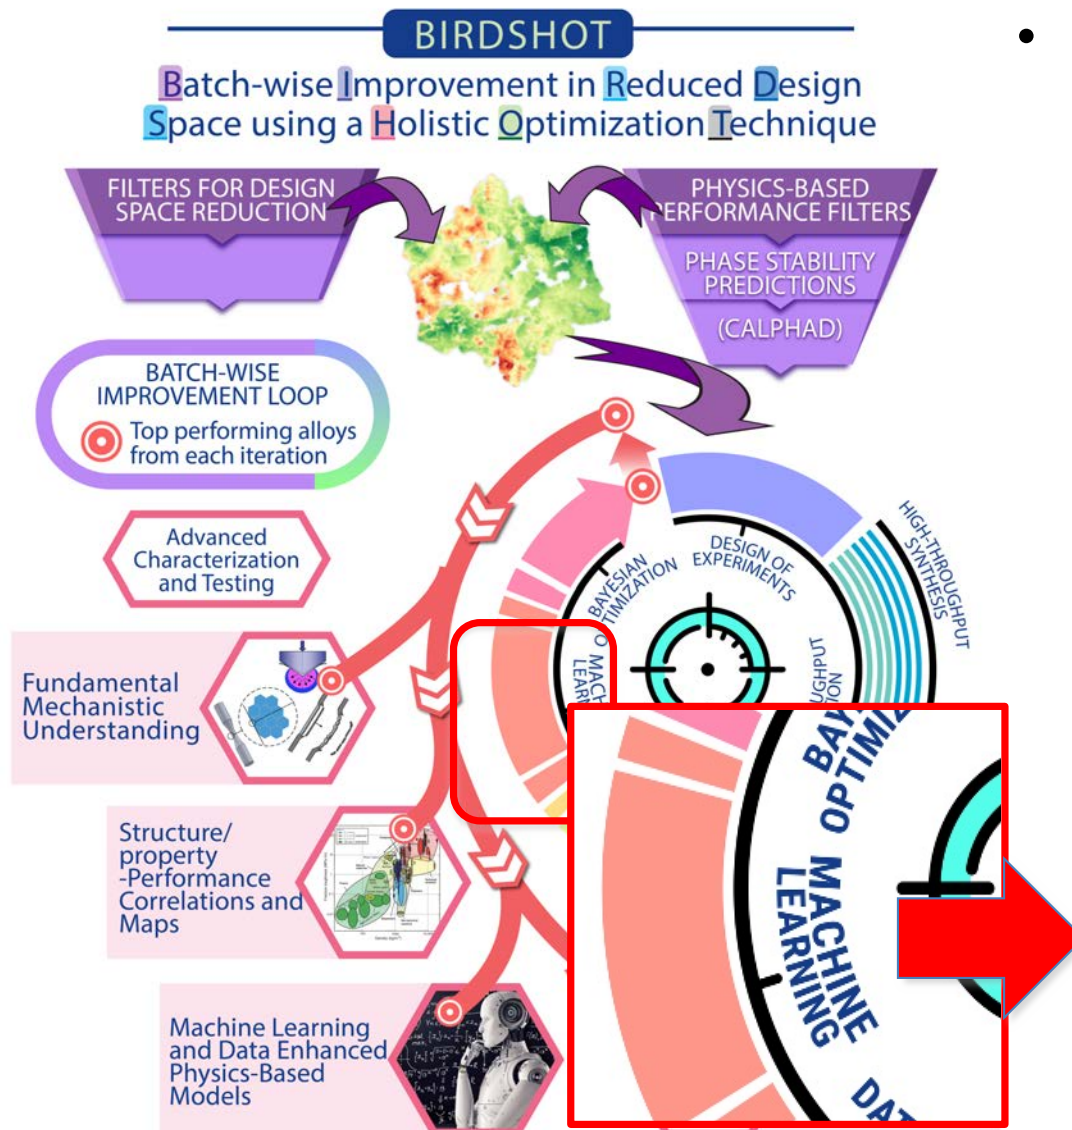 BIRDSHOT
Batch-wise Improvement in Reduced Design
Space using a Holistic Optimization Technique
FILTERS FOR DESIGN
SPACE REDUCTION
PHYSICS-BASED
PERFORMANCE FILTERS
PHASE STABILITY
PREDICTIONS
(CALPHAD)
BATCH-WISE
IMPROVEMENT LOOP
Top performing alloys
from each iteration
Advanced
Characterization
and Testing
DESIGN OF
EXPERIMENTS
HIGH-THROUGHPUT
SYNTHESIS
BAYESIAN
OPTIMIZATION
Fundamental
Mechanistic
Understanding
Structure/
property
-Performance
Correlations and
Maps
Machine Learning
and Data Enhanced
Physics-Based
Models
MACHINE
LEARNING